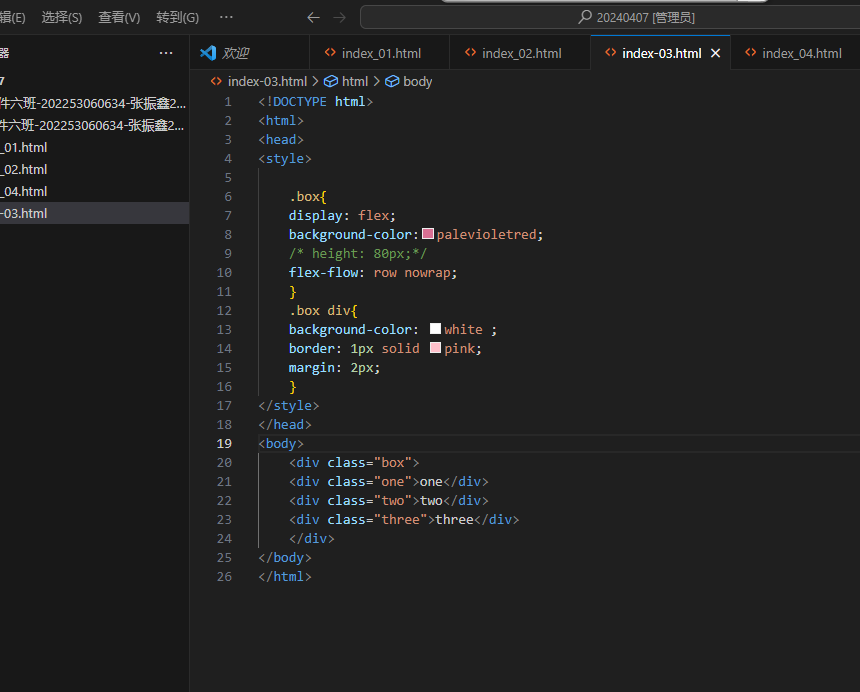 辑(E) 选择(S) 查看(V) 转到(G) ··· ← → 20240407 [管理员]
器 ···
欢迎 <> index_01.html <> index_02.html <> index-03.html × <> index_04.html
7
<> index-03.html > html > body
件六班-202253060634-张振鑫2...
件六班-202253060634-张振鑫2...
_01.html
_02.html
_04.html
-03.html
1 <!DOCTYPE html>
2 <html>
3 <head>
4 <style>
5
6 .box{
7 display: flex;
8 background-color: palevioletred;
9 /* height: 80px;*/
10 flex-flow: row nowrap;
11 }
12 .box div{
13 background-color: white ;
14 border: 1px solid pink;
15 margin: 2px;
16 }
17 </style>
18 </head>
19 <body>
20 <div class="box">
21 <div class="one">one</div>
22 <div class="two">two</div>
23 <div class="three">three</div>
24 </div>
25 </body>
26 </html>